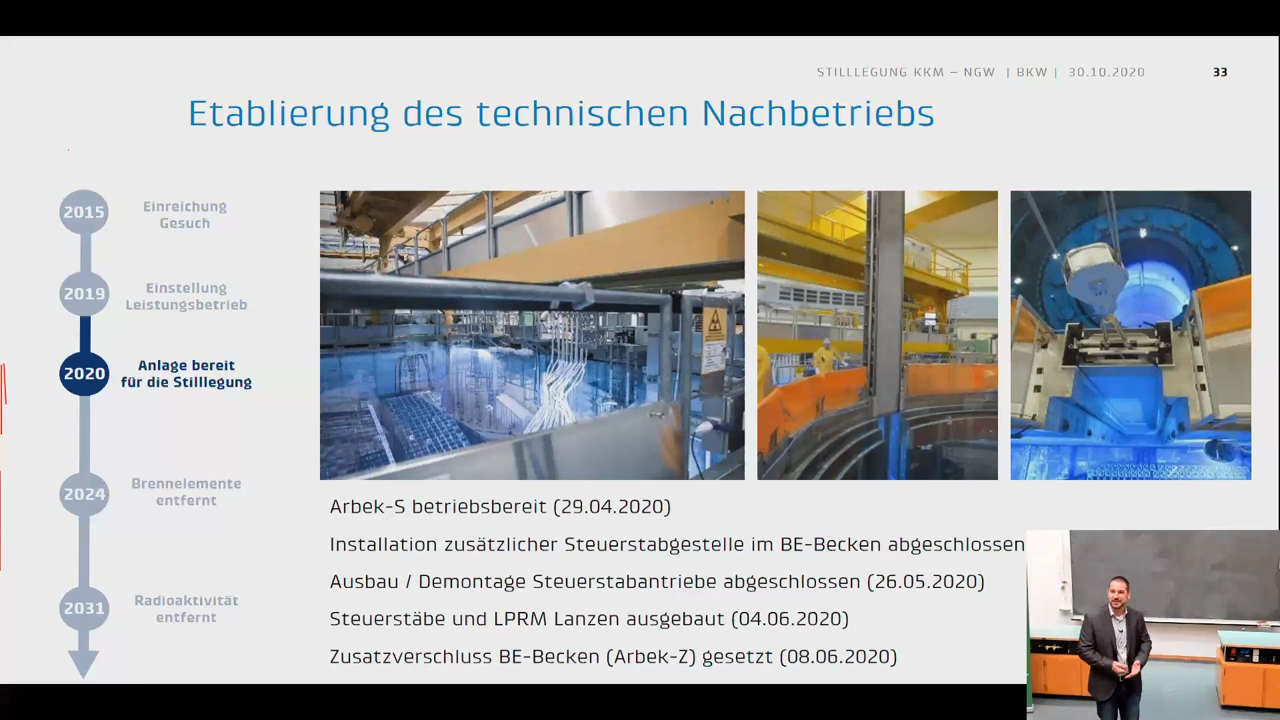 STILLLEGUNG KKM – NGW | BKW | 30.10.2020 33
Etablierung des technischen Nachbetriebs
2015 Einreichung
Gesuch
2019 Einstellung
Leistungsbetrieb
2020 Anlage bereit
für die Stilllegung
2024 Brennelemente
entfernt
2031 Radioaktivität
entfernt
Arbek-S betriebsbereit (29.04.2020)
Installation zusätzlicher Steuerstabgestelle im BE-Becken abgeschlossen
Ausbau / Demontage Steuerstabantriebe abgeschlossen (26.05.2020)
Steuerstäbe und LPRM Lanzen ausgebaut (04.06.2020)
Zusatzverschluss BE-Becken (Arbek-Z) gesetzt (08.06.2020)